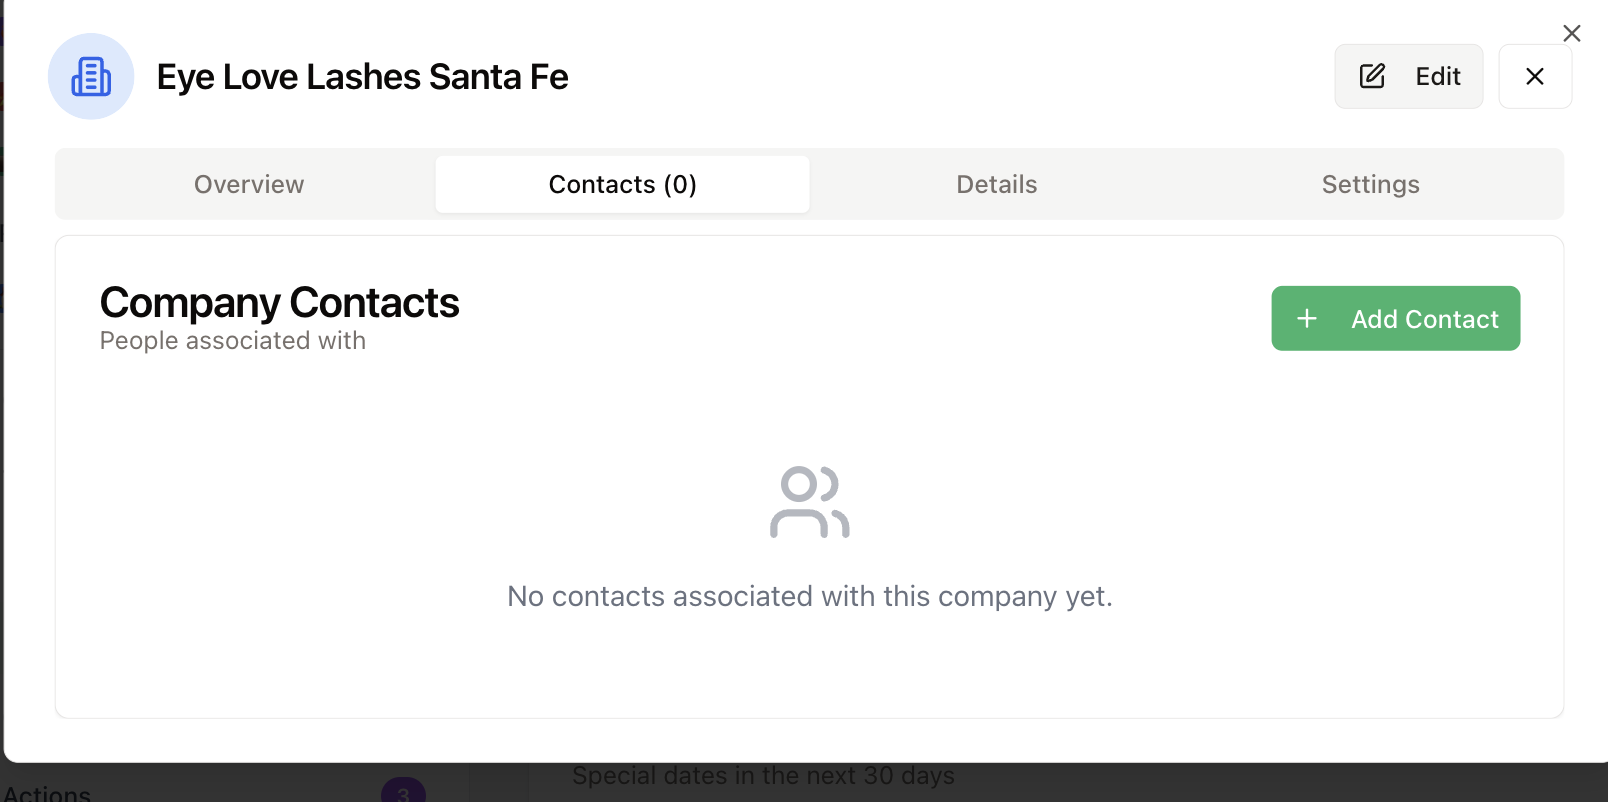 Eye Love Lashes Santa Fe
Edit
Overview
Contacts (0)
Details
Settings
Company Contacts
People associated with
Add Contact
No contacts associated with this company yet.
Special dates in the next 30 days
Actions
3